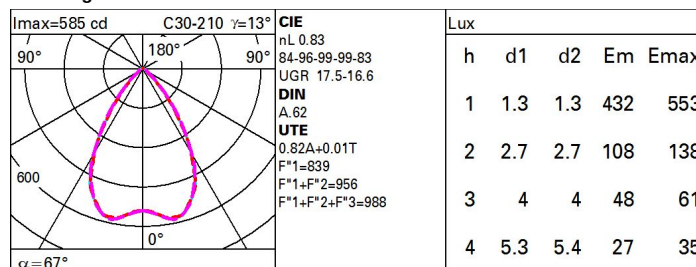 Imax=585 cd C30-210 γ=13°
90° 180° 90°
600
0°
α=67°
CIE
nL 0.83
84-96-99-99-83
UGR 17.5-16.6
DIN
A.62
UTE
0.82A+0.01T
F"1=839
F"1+F"2=956
F"1+F"2+F"3=988
Lux
h d1 d2 Em Emax
1 1.3 1.3 432 553
2 2.7 2.7 108 138
3 4 4 48 61
4 5.3 5.4 27 35